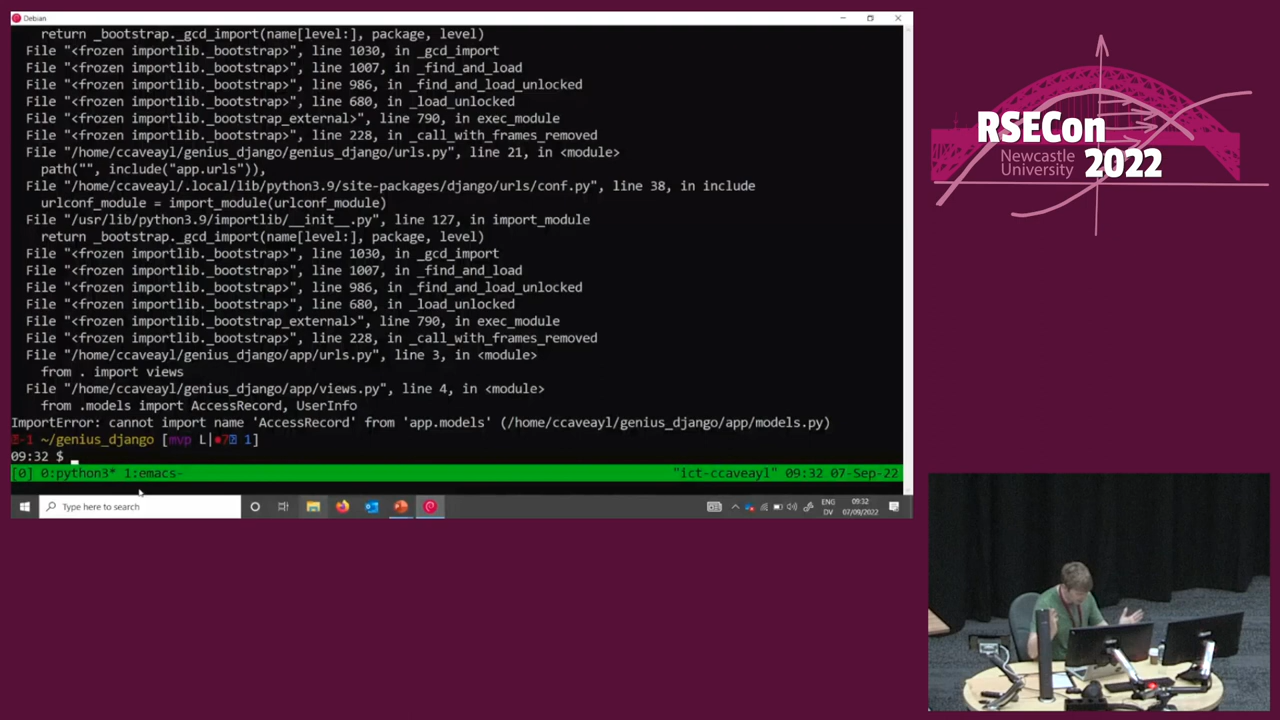 Debian
return _bootstrap._gcd_import(name[level:], package, level)
File "<frozen importlib._bootstrap>", line 1030, in _gcd_import
File "<frozen importlib._bootstrap>", line 1007, in _find_and_load
File "<frozen importlib._bootstrap>", line 986, in _find_and_load_unlocked
File "<frozen importlib._bootstrap>", line 680, in _load_unlocked
File "<frozen importlib._bootstrap_external>", line 790, in exec_module
File "<frozen importlib._bootstrap>", line 228, in _call_with_frames_removed
File "/home/ccaveayl/genius_django/genius_django/urls.py", line 21, in <module>
path("", include("app.urls")),
File "/home/ccaveayl/.local/lib/python3.9/site-packages/django/urls/conf.py", line 38, in include
urlconf_module = import_module(urlconf_module)
File "/usr/lib/python3.9/importlib/__init__.py", line 127, in import_module
return _bootstrap._gcd_import(name[level:], package, level)
File "<frozen importlib._bootstrap>", line 1030, in _gcd_import
File "<frozen importlib._bootstrap>", line 1007, in _find_and_load
File "<frozen importlib._bootstrap>", line 986, in _find_and_load_unlocked
File "<frozen importlib._bootstrap>", line 680, in _load_unlocked
File "<frozen importlib._bootstrap_external>", line 790, in exec_module
File "<frozen importlib._bootstrap>", line 228, in _call_with_frames_removed
File "/home/ccaveayl/genius_django/app/urls.py", line 3, in <module>
from . import views
File "/home/ccaveayl/genius_django/app/views.py", line 4, in <module>
from .models import AccessRecord, UserInfo
ImportError: cannot import name 'AccessRecord' from 'app.models' (/home/ccaveayl/genius_django/app/models.py)
-1 ~/genius_django [mvp L|●7 1]
09:32 $
[0] 0:python3* 1:emacs- "ict-ccaveayl" 09:32 07-Sep-22
Type here to search
ENG
DV
09:32
07/09/2022
RSECon
Newcastle
University
2022